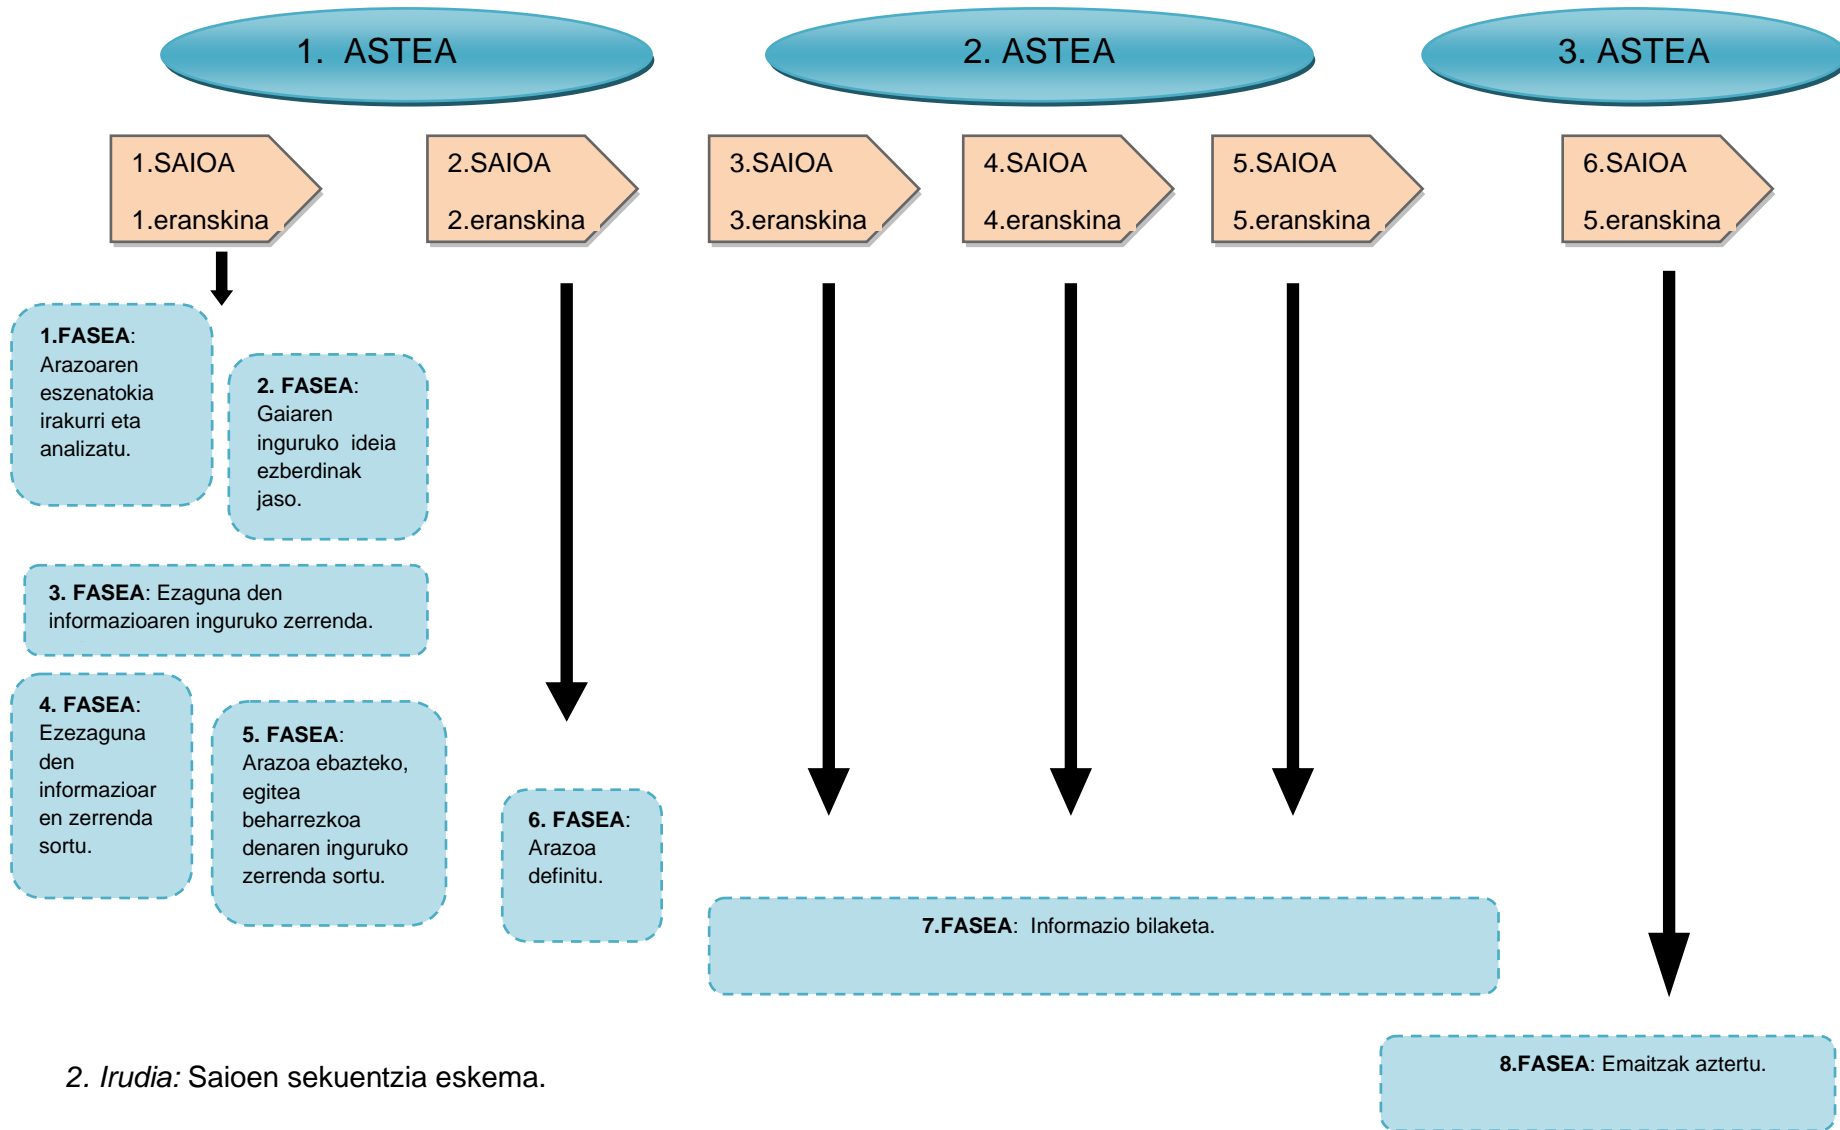 1. ASTEA
2. ASTEA
3. ASTEA
1.SAIOA
1.eranskina
2.SAIOA
2.eranskina
3.SAIOA
3.eranskina
4.SAIOA
4.eranskina
5.SAIOA
5.eranskina
6.SAIOA
5.eranskina
1.FASEA:
Arazoaren
eszenatokia
irakurri eta
analizatu.
2. FASEA:
Gaiaren
inguruko ideia
ezberdinak
jaso.
3. FASEA: Ezaguna den
informazioaren inguruko zerrenda.
4. FASEA:
Ezezaguna
den
informazioar
en zerrenda
sortu.
5. FASEA:
Arazoa ebazteko,
egitea
beharrezkoa
denaren inguruko
zerrenda sortu.
6. FASEA:
Arazoa
definitu.
7.FASEA: Informazio bilaketa.
8.FASEA: Emaitzak aztertu.
2. Irudia: Saioen sekuentzia eskema.